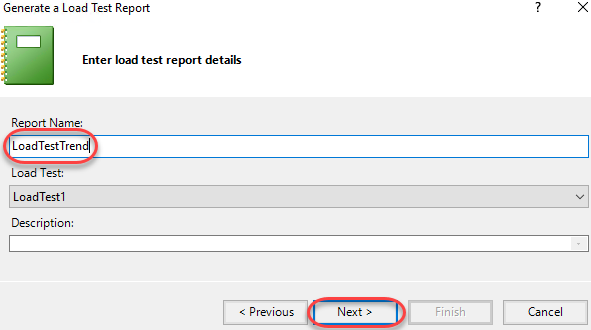 Generate a Load Test Report ? X
Enter load test report details
Report Name:
LoadTestTrend
Load Test:
LoadTest1
Description:
< Previous Next > Finish Cancel